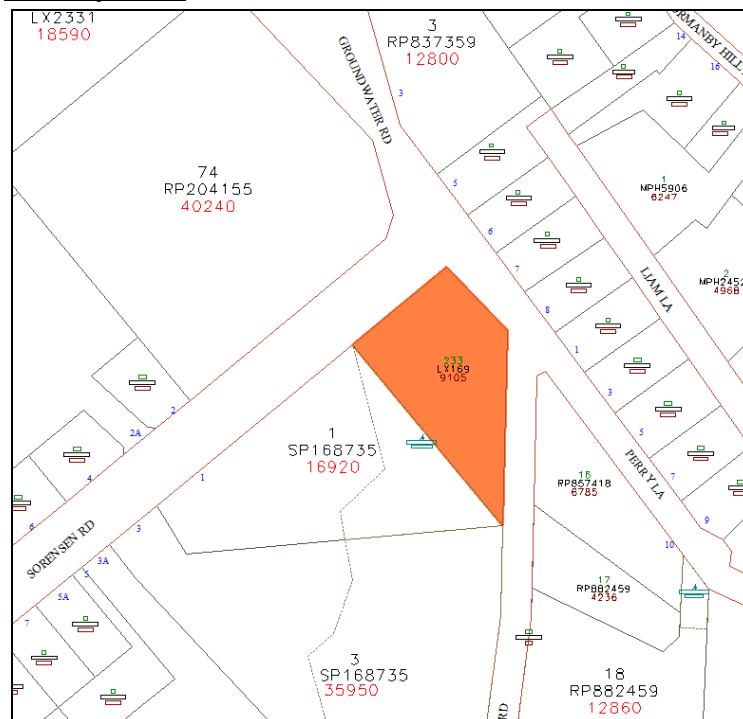 LX2331
18590
3
RP837359
12800
ORMANBY HILL
14
16
GROUNDWATER RD
3
74
RP204155
40240
5
1
MPH5906
6247
6
7
LIAM LA
2
MPH2452
4968
8
233
LX169
9105
1
3
5
7
9
PERRY LA
2
2A
4
6
1
SP168735
16920
4
1
3
3A
5
5A
7
SORENSEN RD
16
RP857418
6785
10
17
RP882459
4236
4
3
SP168735
35950
18
RP882459
12860
RD